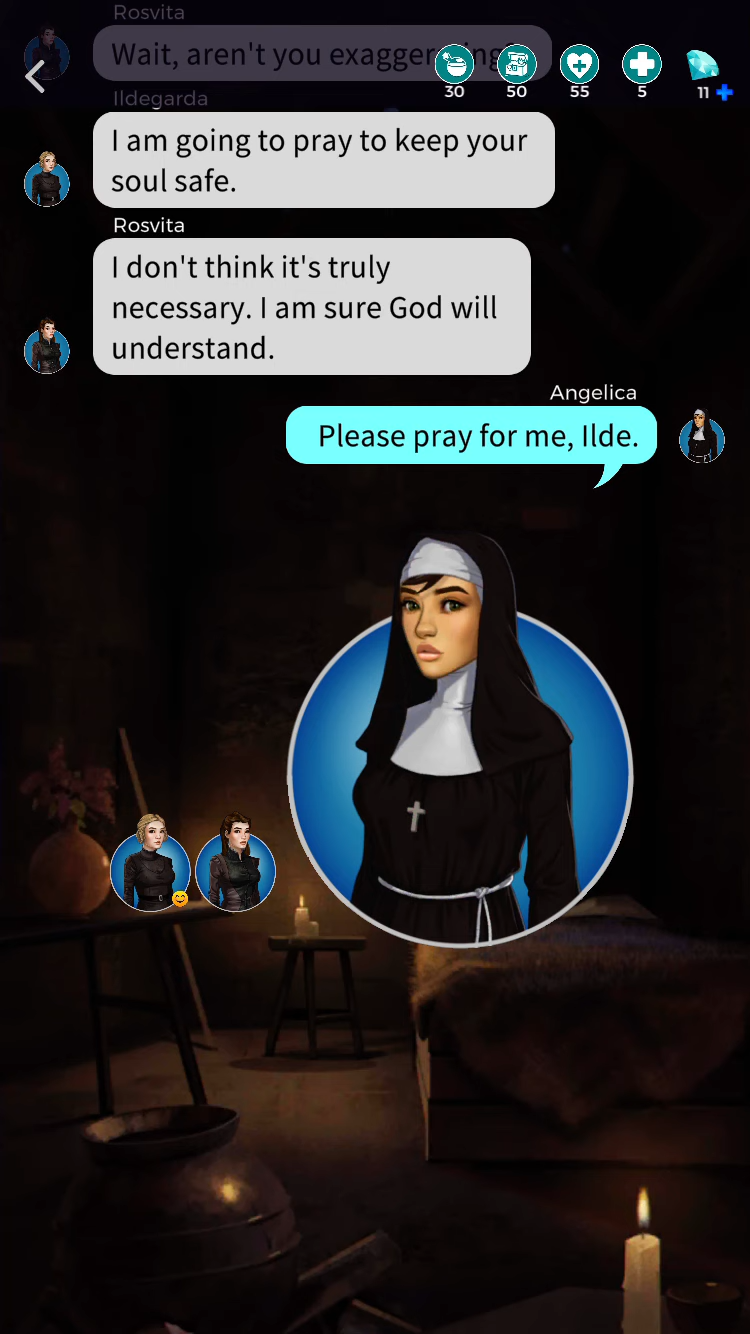 Rosvita
Wait, aren't you exaggerating
30
50
55
5
11
Ildegarda
I am going to pray to keep your
soul safe.
Rosvita
I don't think it's truly
necessary. I am sure God will
understand.
Angelica
Please pray for me, Ilde.